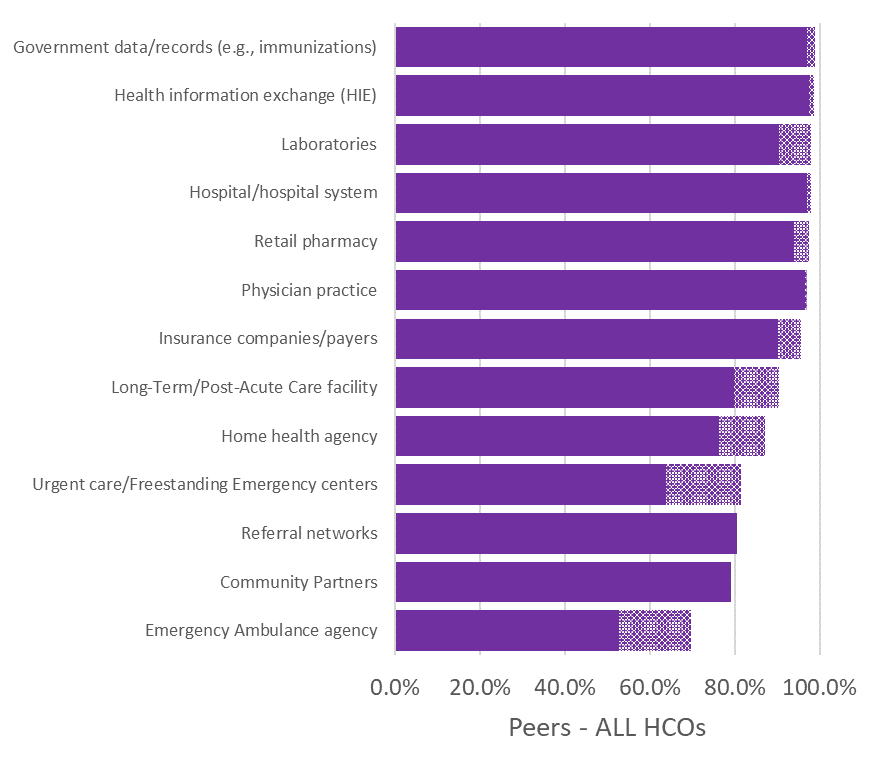 Government data/records (e.g., immunizations)
Health information exchange (HIE)
Laboratories
Hospital/hospital system
Retail pharmacy
Physician practice
Insurance companies/payers
Long-Term/Post-Acute Care facility
Home health agency
Urgent care/Freestanding Emergency centers
Referral networks
Community Partners
Emergency Ambulance agency
0.0% 20.0% 40.0% 60.0% 80.0% 100.0%
Peers - ALL HCOs